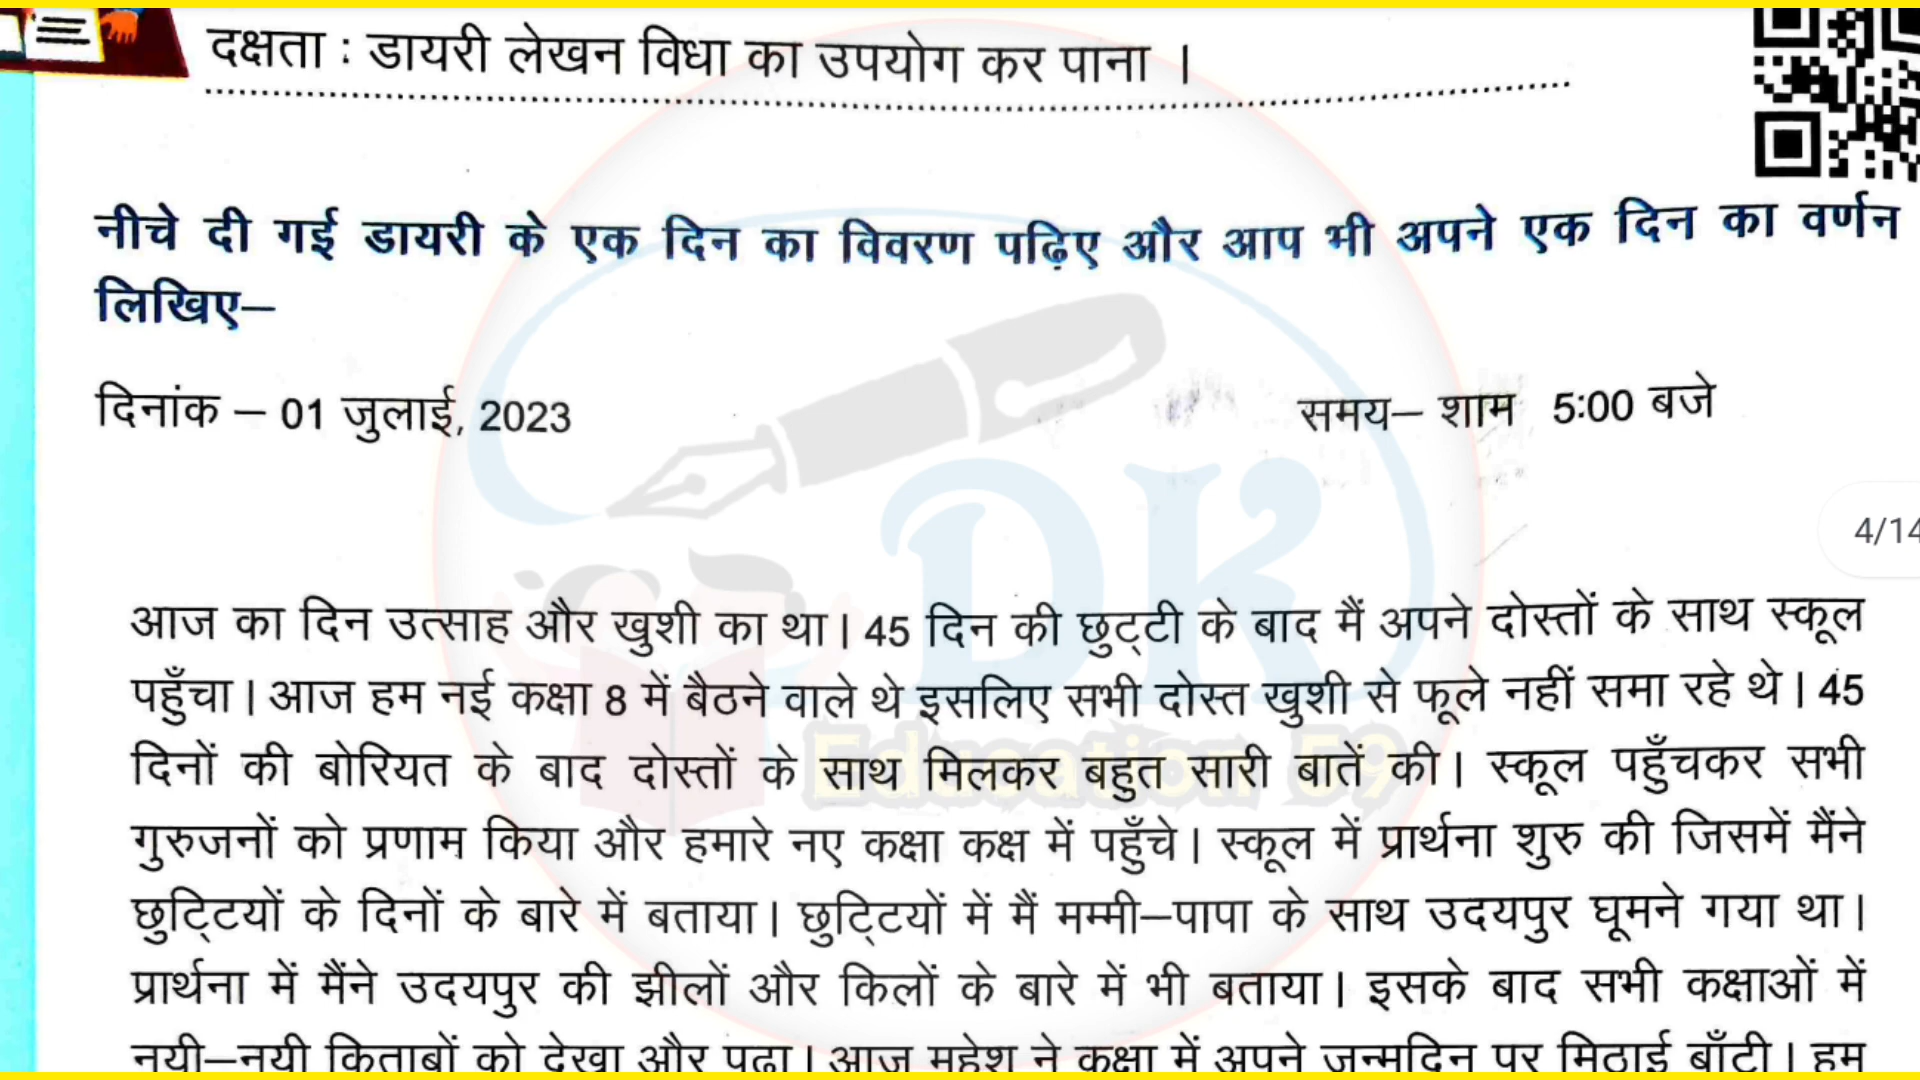 दक्षता : डायरी लेखन विधा का उपयोग कर पाना ।
नीचे दी गई डायरी के एक दिन का विवरण पढ़िए और आप भी अपने एक दिन का वर्णन
लिखिए–
दिनांक – 01 जुलाई, 2023 समय– शाम 5:00 बजे
4/14
आज का दिन उत्साह और खुशी का था। 45 दिन की छुट्टी के बाद मैं अपने दोस्तों के साथ स्कूल
पहुँचा। आज हम नई कक्षा 8 में बैठने वाले थे इसलिए सभी दोस्त खुशी से फूले नहीं समा रहे थे। 45
दिनों की बोरियत के बाद दोस्तों के साथ मिलकर बहुत सारी बातें की। स्कूल पहुँचकर सभी
गुरुजनों को प्रणाम किया और हमारे नए कक्षा कक्ष में पहुँचे। स्कूल में प्रार्थना शुरु की जिसमें मैंने
छुट्टियों के दिनों के बारे में बताया। छुट्टियों में मैं मम्मी–पापा के साथ उदयपुर घूमने गया था।
प्रार्थना में मैंने उदयपुर की झीलों और किलों के बारे में भी बताया। इसके बाद सभी कक्षाओं में
नयी–नयी किताबों को देखा और पढ़ा। आज महेश ने कक्षा में अपने जन्मदिन पर मिठाई बाँटी। हम
DK
Education 59